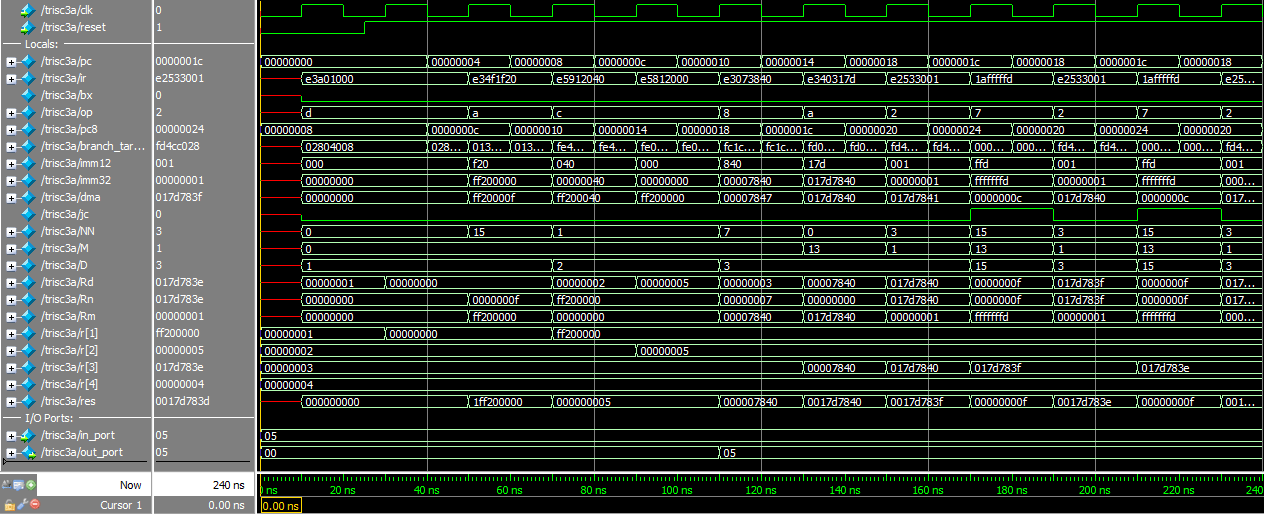 /trisc3a/clk 0
/trisc3a/reset 1
Locals:
/trisc3a/pc 0000001c 00000000 00000004 00000008 0000000c 00000010 00000014 00000018 0000001c 00000018 0000001c 00000018
/trisc3a/ir e2533001 e3a01000 e34f1f20 e5912040 e5812000 e3073840 e340317d e2533001 1afffffd e2533001 1afffffd e25...
/trisc3a/bx 0
/trisc3a/op 2 d a c 8 a 2 7 2 7 2
/trisc3a/pc8 00000024 00000008 0000000c 00000010 00000014 00000018 0000001c 00000020 00000024 00000020 00000024 00000020
/trisc3a/branch_tar... fd4cc028 02804008 028... 013... 013... fe4... fe4... fe0... fe0... fc1c... fc1c... fd0... fd0... fd4... fd4... 000... 000... fd4... fd4... 000... 000... fd4...
/trisc3a/imm12 001 000 f20 040 000 840 17d 001 ffd 001 ffd 001
/trisc3a/imm32 00000001 00000000 ff200000 00000040 00000000 00007840 017d7840 00000001 fffffffd 00000001 fffffffd 000...
/trisc3a/dma 017d783f 00000000 ff20000f ff200040 ff200000 00007847 017d7840 017d7841 0000000c 017d7840 0000000c 017...
/trisc3a/jc 0
/trisc3a/NN 3 0 15 1 7 0 3 15 3 15 3
/trisc3a/M 1 0 13 1 13 1 13 1
/trisc3a/D 3 1 2 3 15 3 15 3
/trisc3a/Rd 017d783e 00000001 00000000 00000002 00000005 00000003 00007840 017d7840 0000000f 017d783f 0000000f 017...
/trisc3a/Rn 017d783e 00000000 0000000f ff200000 00000007 00000000 017d7840 0000000f 017d783f 0000000f 017...
/trisc3a/Rm 00000001 00000000 ff200000 00000000 00007840 017d7840 00000001 fffffffd 00000001 fffffffd 000...
/trisc3a/r[1] ff200000 00000001 00000000 ff200000
/trisc3a/r[2] 00000005 00000002 00000005
/trisc3a/r[3] 017d783e 00000003 00007840 017d7840 017d783f 017d783e
/trisc3a/r[4] 00000004 00000004
/trisc3a/res 0017d783d 000000000 1ff200000 000000005 000007840 0017d7840 0017d783f 00000000f 0017d783e 00000000f 001...
I/O Ports:
/trisc3a/in_port 05 05
/trisc3a/out_port 05 00 05
Now 240 ns 0 ns 20 ns 40 ns 60 ns 80 ns 100 ns 120 ns 140 ns 160 ns 180 ns 200 ns 220 ns 240
Cursor 1 0.00 ns 0.00 ns